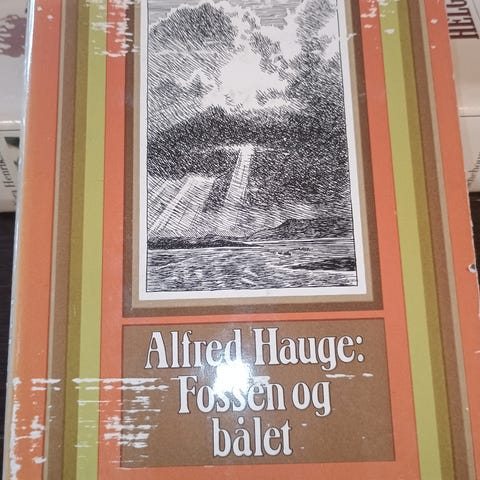 Alfred Hauge:
Fossen og
bålet